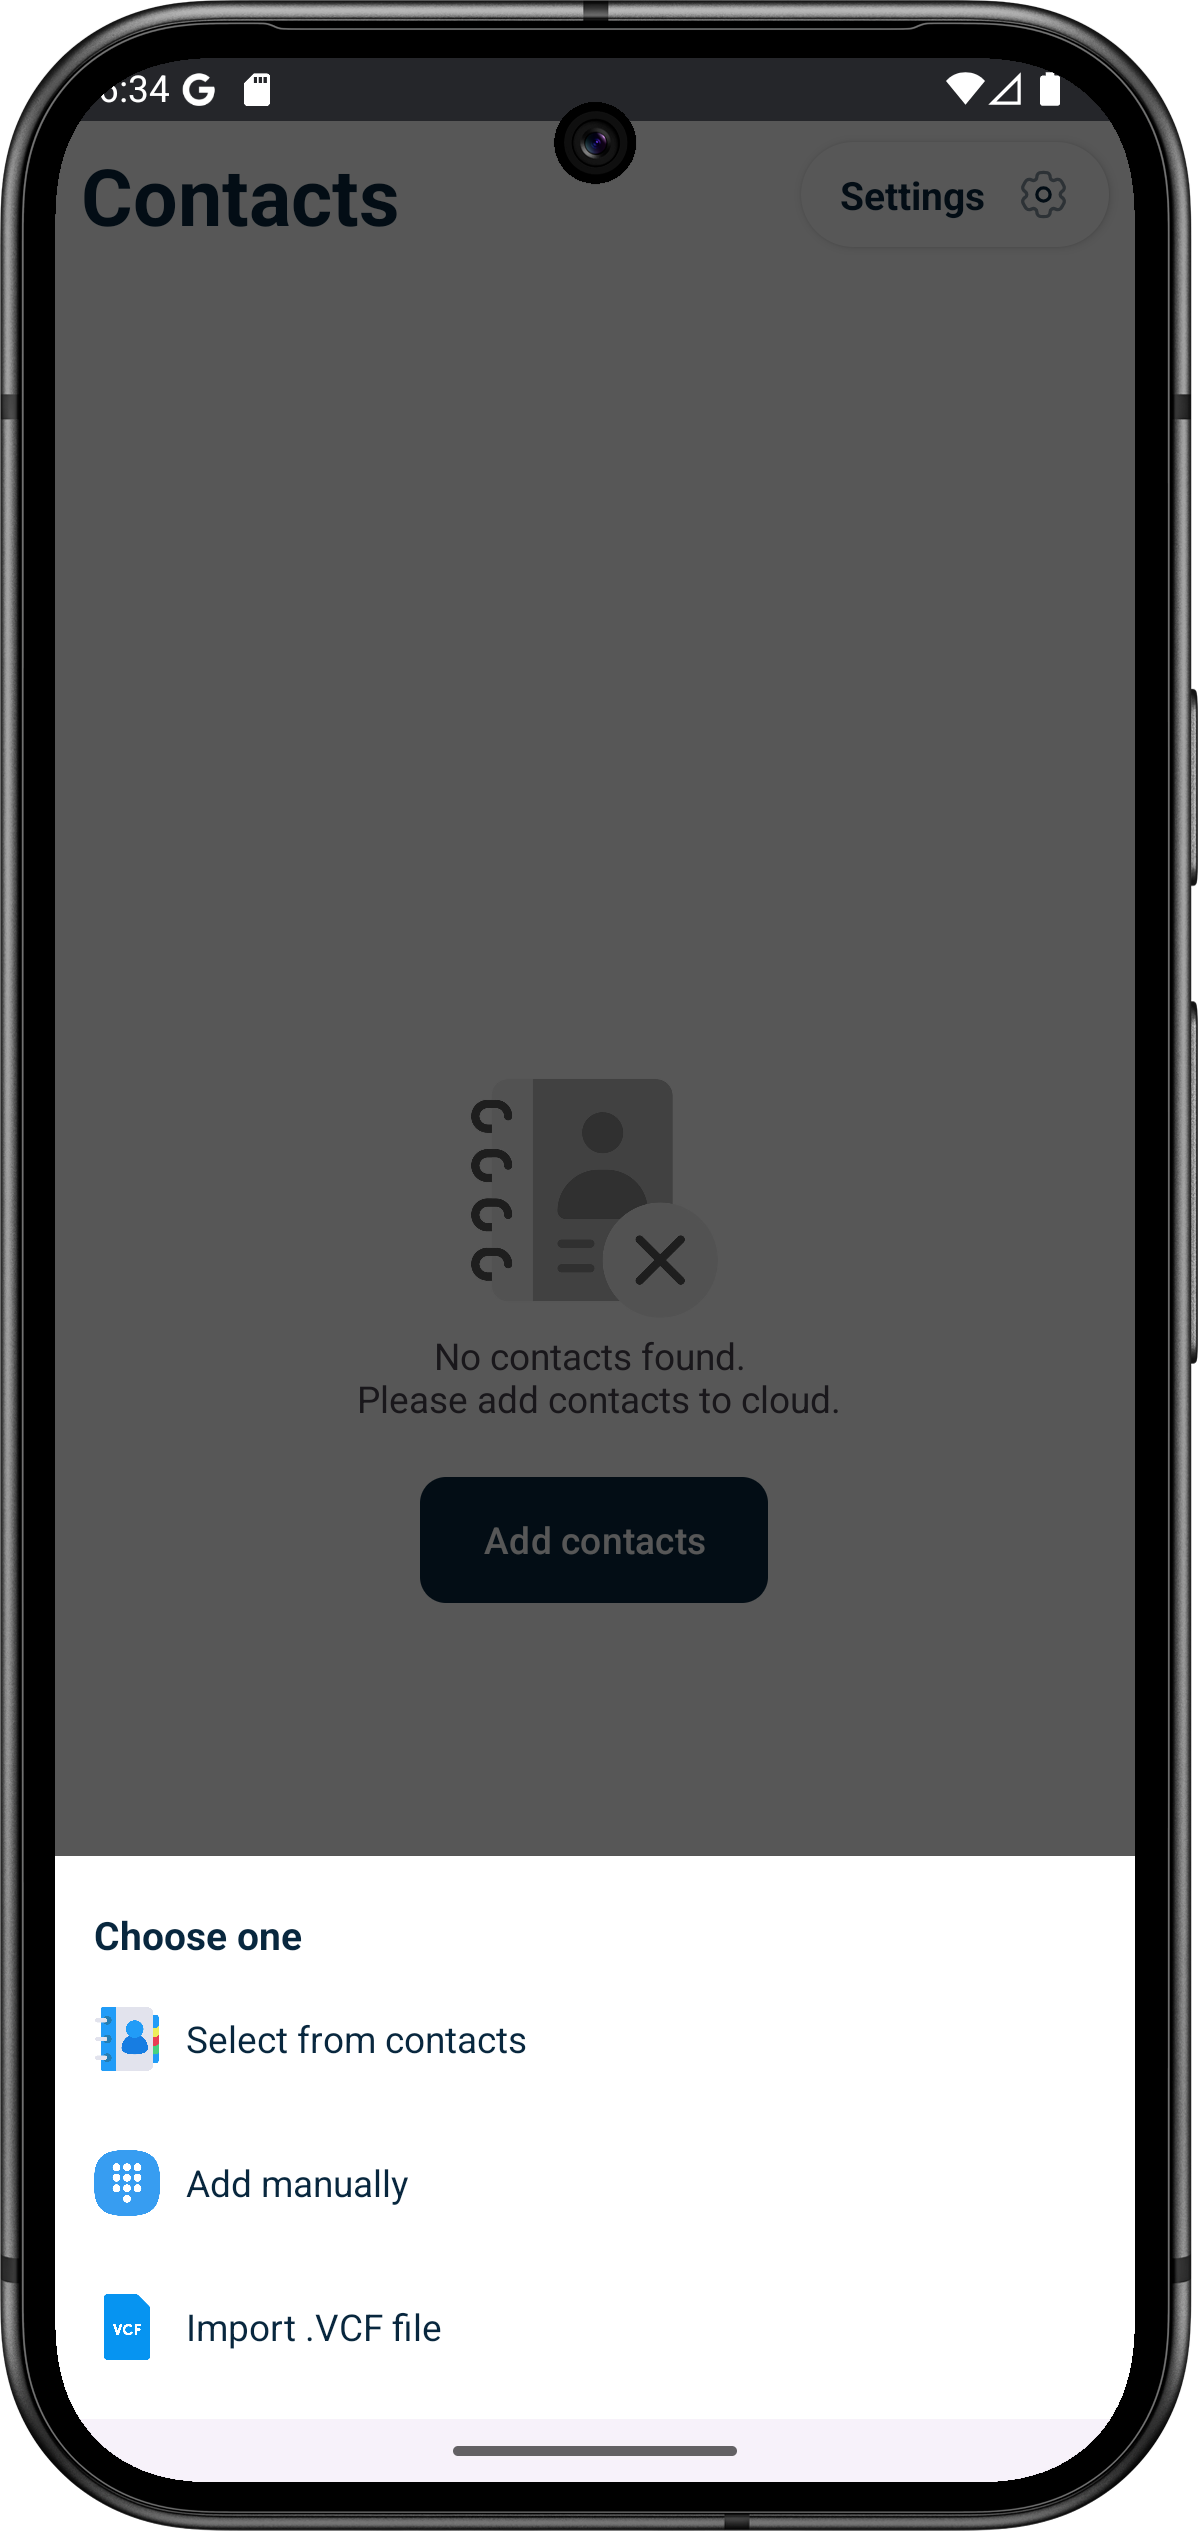 :34
Contacts
Settings
No contacts found.
Please add contacts to cloud.
Add contacts
Choose one
Select from contacts
Add manually
VCF
Import .VCF file